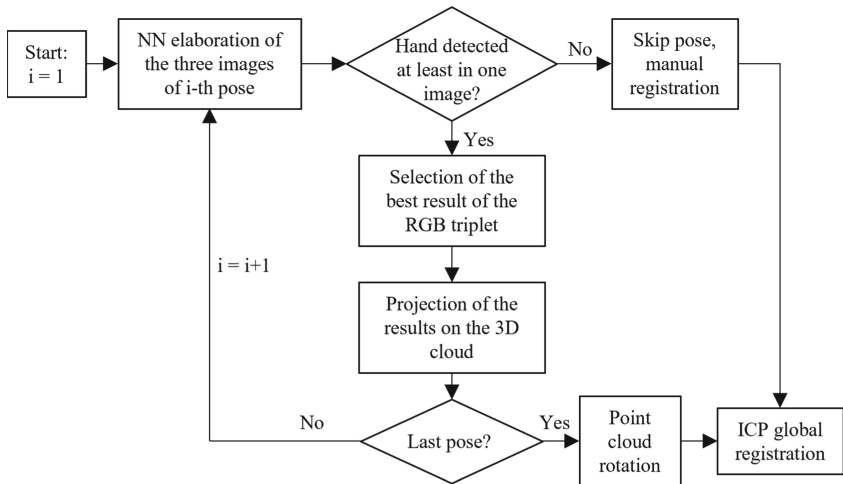 Start:
i = 1
NN elaboration of
the three images
of i-th pose
Hand detected
at least in one
image?
No
Skip pose,
manual
registration
Yes
Selection of the
best result of the
RGB triplet
i = i+1
Projection of the
results on the 3D
cloud
No
Last pose?
Yes
Point
cloud
rotation
ICP global
registration